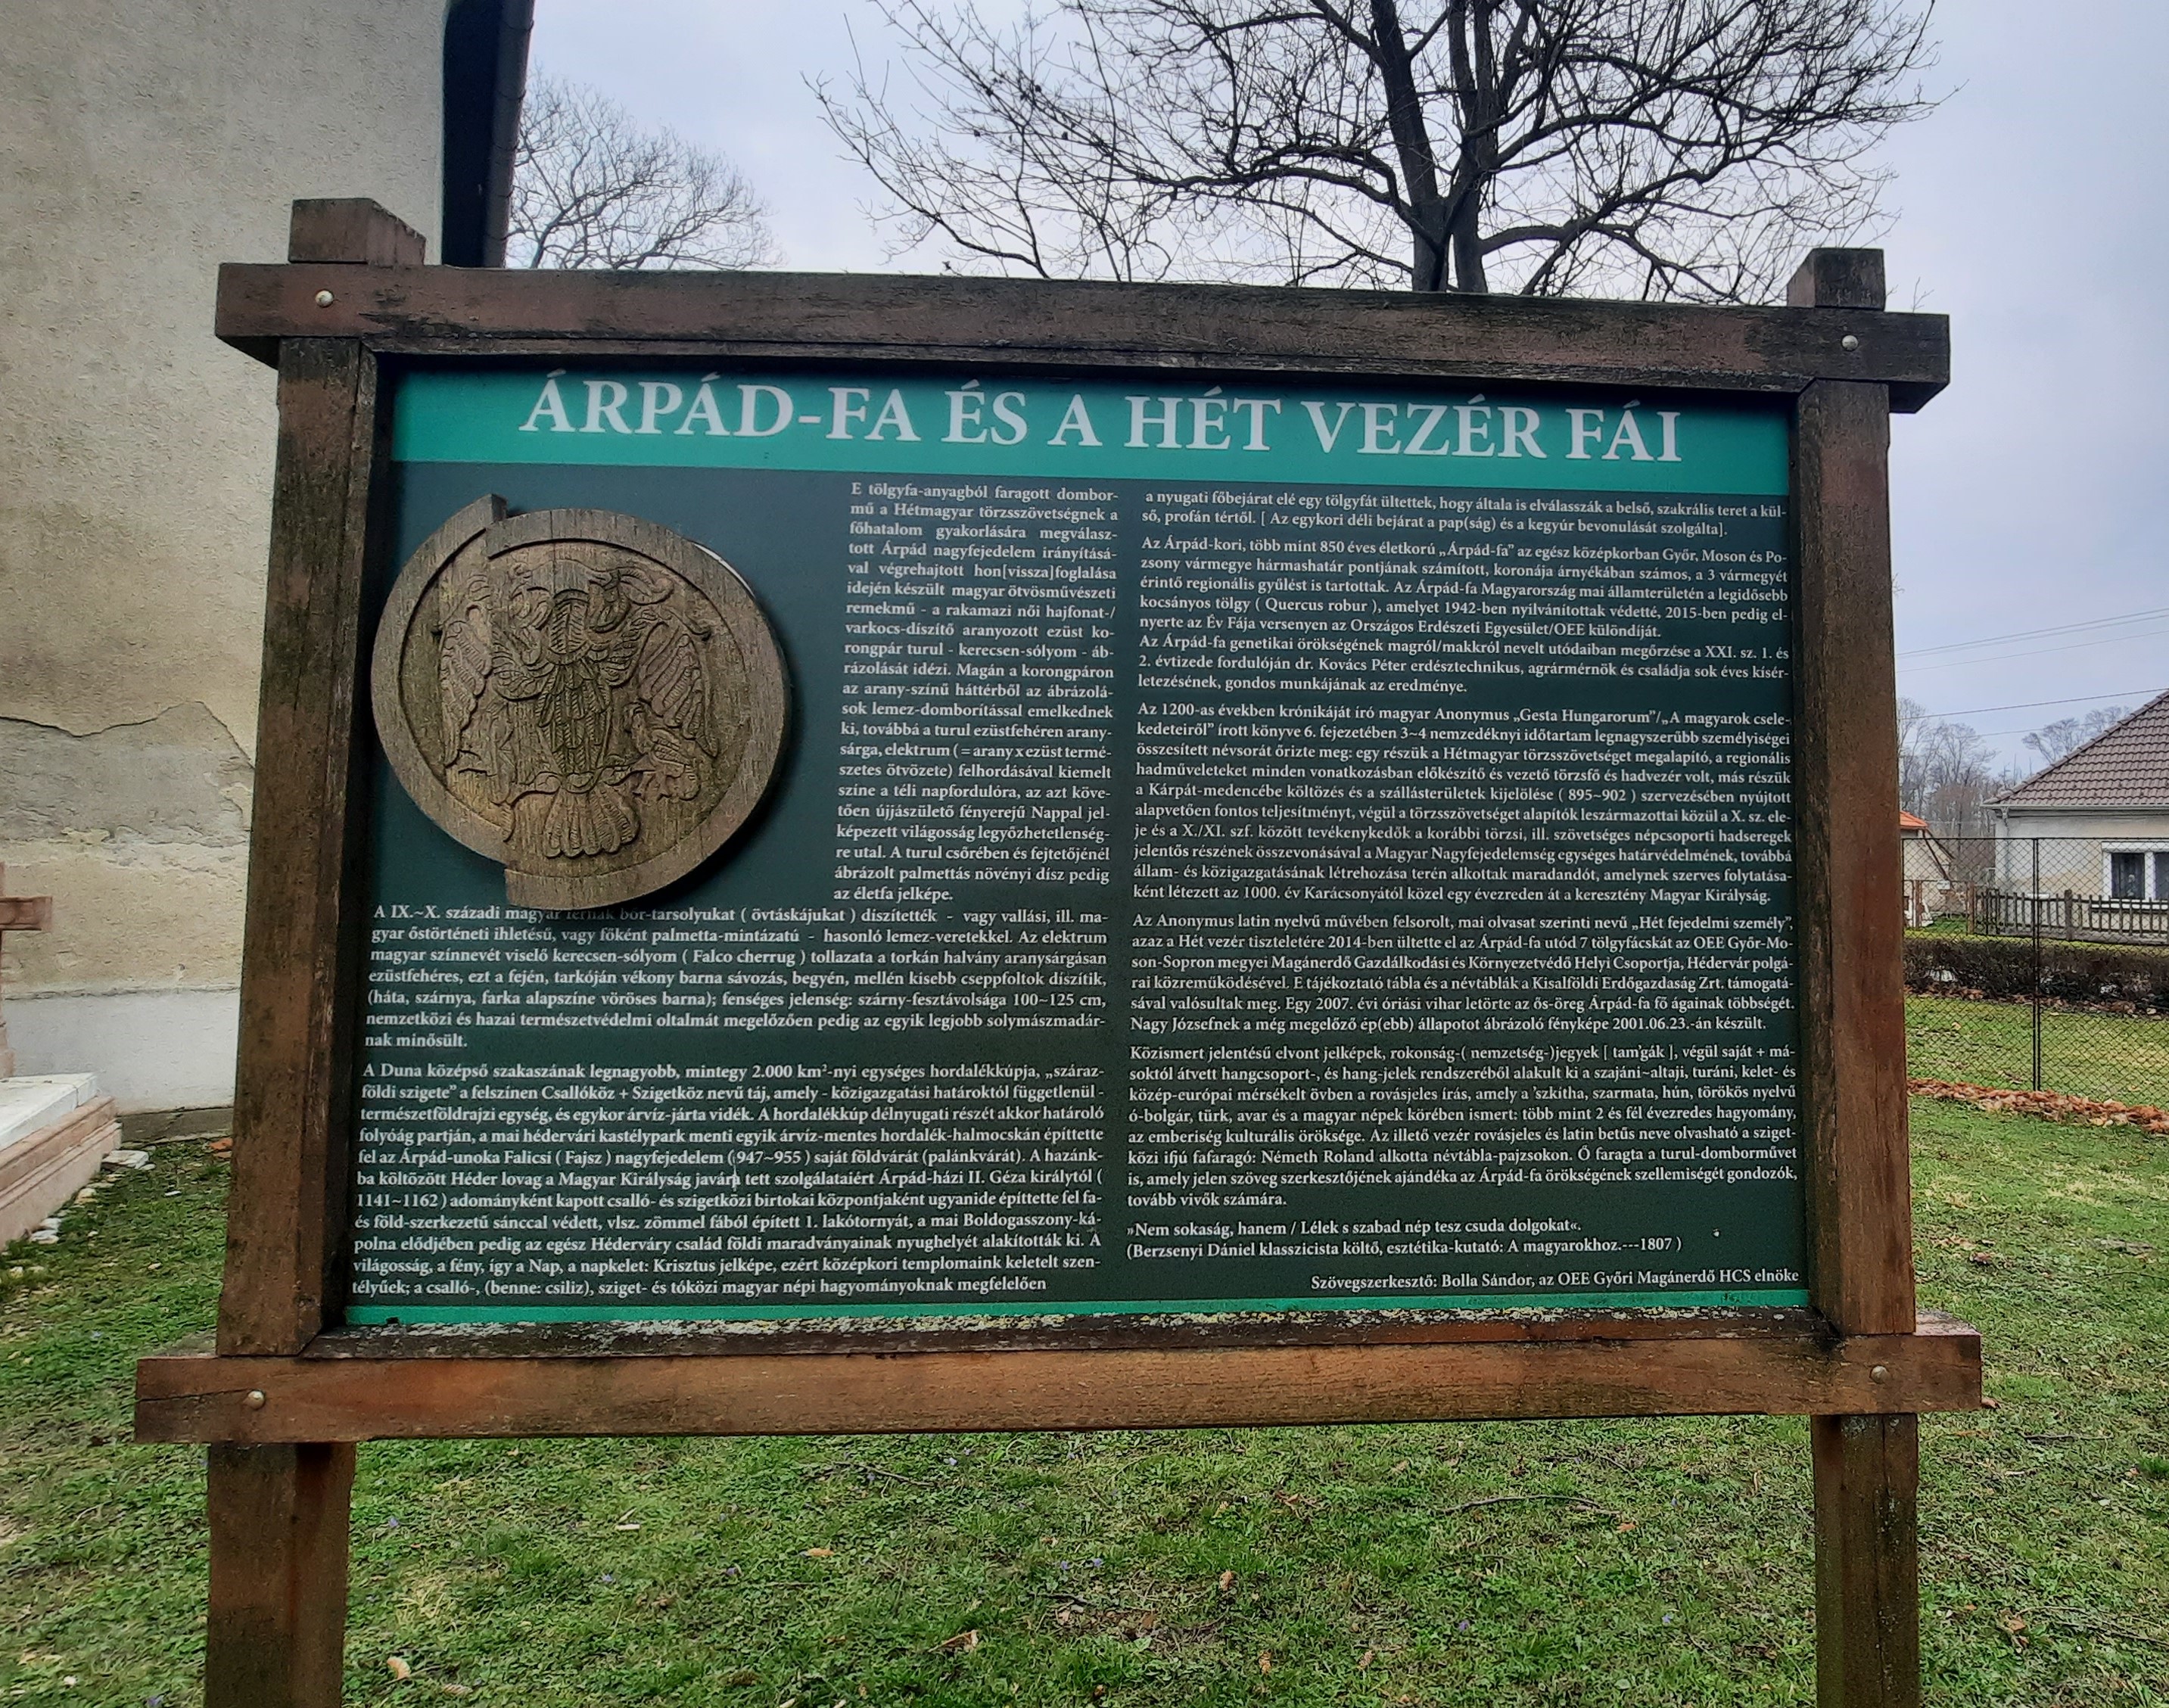 ÁRPÁD-FA ÉS A HÉT VEZÉR FÁI
E tölgyfa-anyagból faragott dombor-
mű a Hétmagyar törzsszövetségnek a
főhatalom gyakorlására megválasz-
tott Árpád nagyfejedelem irányításá-
val végrehajtott hon[vissza]foglalása
idején készült magyar ötvösművészeti
remekmű - a rakamazi női hajfonat-/
varkocs-díszítő aranyozott ezüst ko-
rongpár turul - kerecsen-sólyom - áb-
rázolását idézi. Magán a korongpáron
az arany-színű háttérből az ábrázolá-
sok lemez-domborítással emelkednek
ki, továbbá a turul ezüstfehéren arany-
sárga, elektrum (= arany x ezüst termé-
szetes ötvözete) felhordásával kiemelt
színe a téli napfordulóra, az azt köve-
tően újjászülető fényerejű Nappal jel-
képezett világosság legyőzhetetlenség-
re utal. A turul csőrében és fejtetőjénél
ábrázolt palmettás növényi dísz pedig
az életfa jelképe.
A IX.~X. századi magyar férfiak bőr-tarsolyukat ( övtáskájukat ) díszítették - vagy vallási, ill. ma-
gyar őstörténeti ihletésű, vagy főként palmetta-mintázatú - hasonló lemez-veretekkel. Az elektrum
magyar színnevét viselő kerecsen-sólyom ( Falco cherrug ) tollazata a torkán halvány aranysárgásan
ezüstfehéres, ezt a fején, tarkóján vékony barna sávozás, begyén, mellén kisebb cseppfoltok díszítik,
(háta, szárnya, farka alapszíne vöröses barna); fenséges jelenség: szárny-fesztávolsága 100~125 cm,
nemzetközi és hazai természetvédelmi oltalmát megelőzően pedig az egyik legjobb solymászmadár-
nak minősült.
A Duna középső szakaszának legnagyobb, mintegy 2.000 km²-nyi egységes hordalékkúpja, „száraz-
földi szigete” a felszínen Csallóköz + Szigetköz nevű táj, amely - közigazgatási határoktól függetlenül -
természetföldrajzi egység, és egykor árvíz-járta vidék. A hordalékkúp délnyugati részét akkor határoló
folyóág partján, a mai hédervári kastélypark menti egyik árvíz-mentes hordalék-halmocskán építtette
fel az Árpád-unoka Falicsi ( Fajsz ) nagyfejedelem ( 947~955 ) saját földvárát (palánkvárát). A hazánk-
ba költözött Héder lovag a Magyar Királyság javára tett szolgálataiért Árpád-házi II. Géza királytól (
1141~1162 ) adományként kapott csalló- és szigetközi birtokai központjaként ugyanide építtette fel fa-
és föld-szerkezetű sánccal védett, vlsz. zömmel fából épített 1. lakótornyát, a mai Boldogasszony-ká-
polna elődjében pedig az egész Héderváry család földi maradványainak nyughelyét alakították ki. A
világosság, a fény, így a Nap, a napkelet: Krisztus jelképe, ezért középkori templomaink keletelt szen-
télyűek; a csalló-, (benne: csiliz), sziget- és tóközi magyar népi hagyományoknak megfelelően
a nyugati főbejárat elé egy tölgyfát ültettek, hogy általa is elválasszák a belső, szakrális teret a kül-
ső, profán tértől. [ Az egykori déli bejárat a pap(ság) és a kegyúr bevonulását szolgálta].
Az Árpád-kori, több mint 850 éves életkorú „Árpád-fa” az egész középkorban Győr, Moson és Po-
zsony vármegye hármashatár pontjának számított, koronája árnyékában számos, a 3 vármegyét
érintő regionális gyűlést is tartottak. Az Árpád-fa Magyarország mai államterületén a legidősebb
kocsányos tölgy ( Quercus robur ), amelyet 1942-ben nyilvánítottak védetté, 2015-ben pedig el-
nyerte az Év Fája versenyen az Országos Erdészeti Egyesület/OEE különdíját.
Az Árpád-fa genetikai örökségének magról/makkról nevelt utódaiban megőrzése a XXI. sz. 1. és
2. évtizede fordulóján dr. Kovács Péter erdésztechnikus, agrármérnök és családja sok éves kísér-
letezésének, gondos munkájának az eredménye.
Az 1200-as években krónikáját író magyar Anonymus „Gesta Hungarorum”/„A magyarok csele-
kedeteiről” írott könyve 6. fejezetében 3~4 nemzedéknyi időtartam legnagyszerűbb személyiségei
összesített névsorát őrizte meg: egy részük a Hétmagyar törzsszövetséget megalapító, a regionális
hadműveleteket minden vonatkozásban előkészítő és vezető törzsfő és hadvezér volt, más részük
a Kárpát-medencébe költözés és a szállásterületek kijelölése ( 895~902 ) szervezésében nyújtott
alapvetően fontos teljesítményt, végül a törzsszövetséget alapítók leszármazottai közül a X. sz. ele-
je és a X./XI. szf. között tevékenykedők a korábbi törzsi, ill. szövetséges népcsoporti hadseregek
jelentős részének összevonásával a Magyar Nagyfejedelemség egységes határvédelmének, továbbá
állam- és közigazgatásának létrehozása terén alkottak maradandót, amelynek szerves folytatása-
ként létezett az 1000. év Karácsonyától közel egy évezreden át a keresztény Magyar Királyság.
Az Anonymus latin nyelvű művében felsorolt, mai olvasat szerinti nevű „Hét fejedelmi személy”,
azaz a Hét vezér tiszteletére 2014-ben ültette el az Árpád-fa utód 7 tölgyfácskát az OEE Győr-Mo-
son-Sopron megyei Magánerdő Gazdálkodási és Környezetvédő Helyi Csoportja, Hédervár polgá-
rai közreműködésével. E tájékoztató tábla és a névtáblák a Kisalföldi Erdőgazdaság Zrt. támogatá-
sával valósultak meg. Egy 2007. évi óriási vihar letörte az ős-öreg Árpád-fa fő ágainak többségét.
Nagy Józsefnek a még megelőző ép(ebb) állapotot ábrázoló fényképe 2001.06.23.-án készült.
Közismert jelentésű elvont jelképek, rokonság-( nemzetség-)jegyek [ tam'gák ], végül saját + má-
soktól átvett hangcsoport-, és hang-jelek rendszeréből alakult ki a szajáni~altaji, turáni, kelet- és
közép-európai mérsékelt övben a rovásjeles írás, amely a 'szkítha, szarmata, hún, törökös nyelvű
ó-bolgár, türk, avar és a magyar népek körében ismert: több mint 2 és fél évezredes hagyomány,
az emberiség kulturális öröksége. Az illető vezér rovásjeles és latin betűs neve olvasható a sziget-
közi ifjú fafaragó: Németh Roland alkotta névtábla-pajzsokon. Ő faragta a turul-domborművet
is, amely jelen szöveg szerkesztőjének ajándéka az Árpád-fa örökségének szellemiségét gondozók,
tovább vivők számára.
»Nem sokaság, hanem / Lélek s szabad nép tesz csuda dolgokat«.
(Berzsenyi Dániel klasszicista költő, esztétika-kutató: A magyarokhoz.---1807 )
Szövegszerkesztő: Bolla Sándor, az OEE Győri Magánerdő HCS elnöke